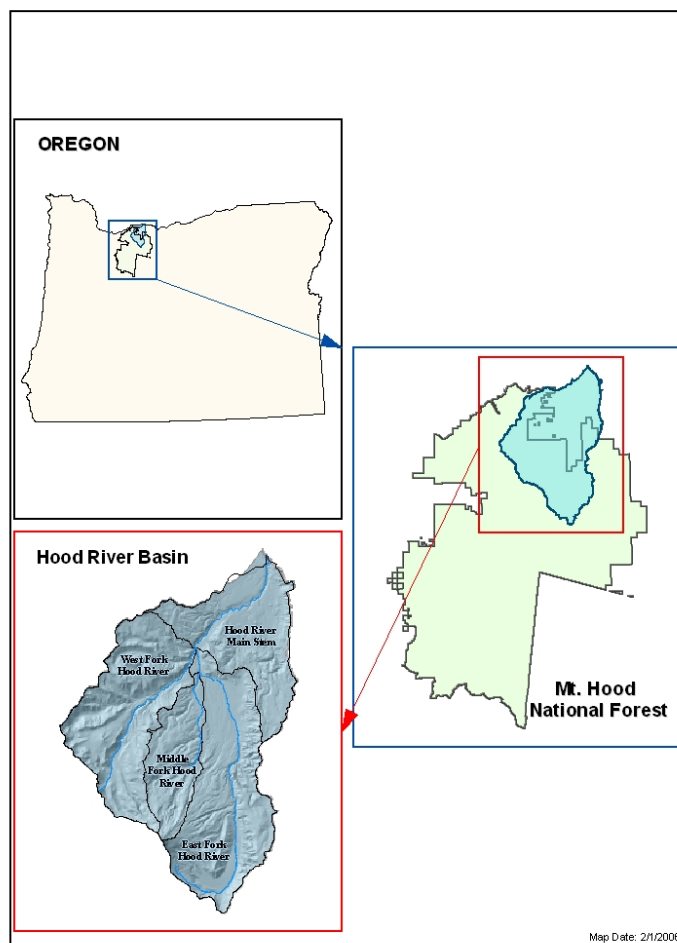 OREGON
Hood River Basin
Hood River
Main Stem
West Fork
Hood River
Middle
Fork Hood
River
East Fork
Hood River
Mt. Hood
National Forest
Map Date: 2/1/2006